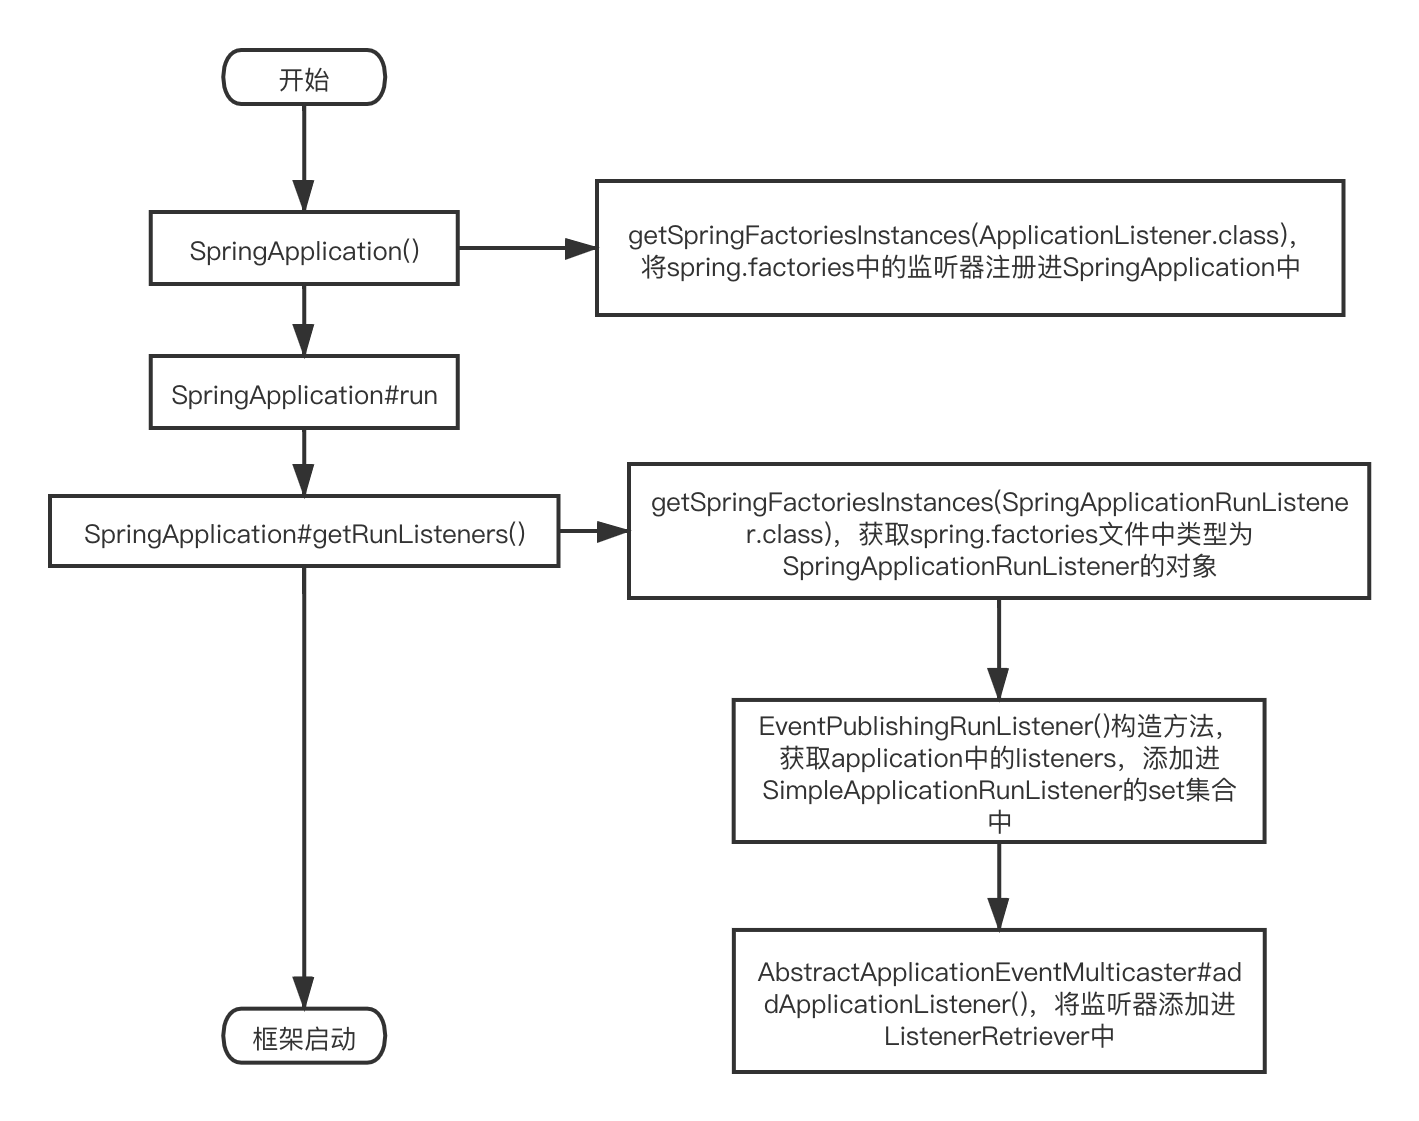 开始
SpringApplication()
getSpringFactoriesInstances(ApplicationListener.class)，
将spring.factories中的监听器注册进SpringApplication中
SpringApplication#run
SpringApplication#getRunListeners()
getSpringFactoriesInstances(SpringApplicationRunListene
r.class)，获取spring.factories文件中类型为
SpringApplicationRunListener的对象
EventPublishingRunListener()构造方法，
获取application中的listeners，添加进
SimpleApplicationRunListener的set集合
中
AbstractApplicationEventMulticaster#ad
dApplicationListener()，将监听器添加进
ListenerRetriever中
框架启动